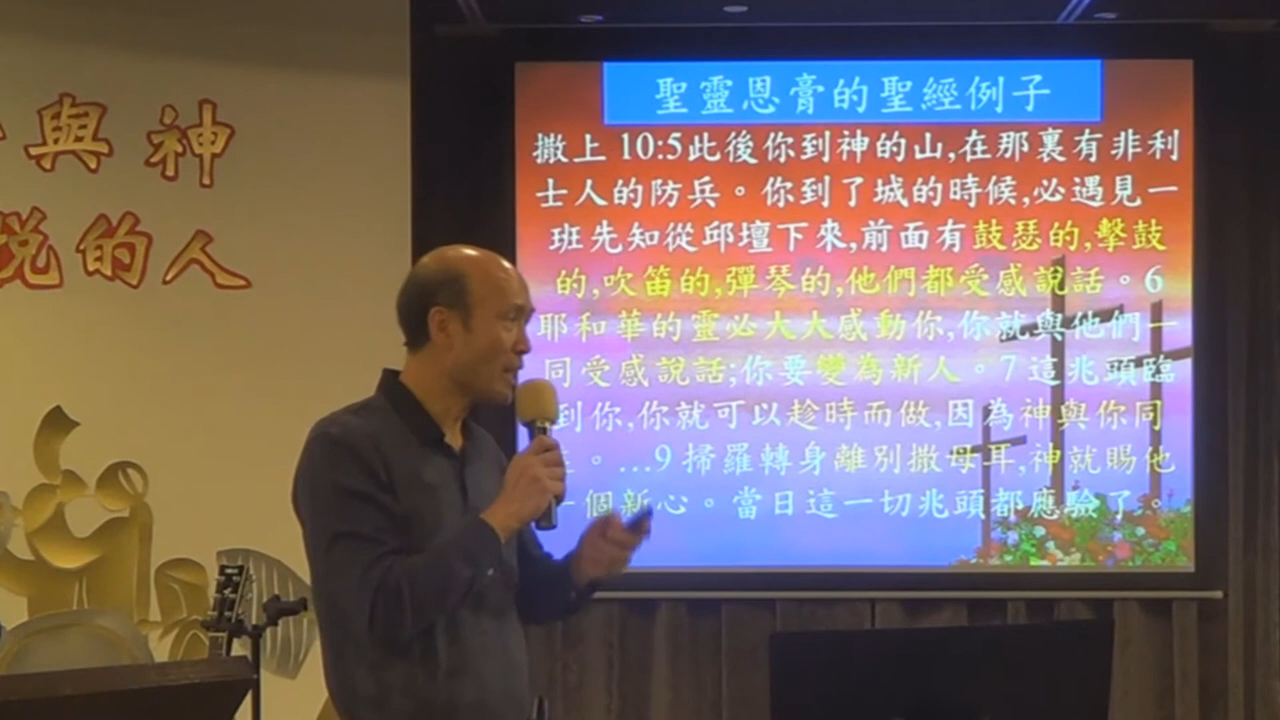 與神
悅的人
聖靈恩膏的聖經例子
撒上 10:5此後你到神的山,在那裏有非利
士人的防兵。你到了城的時候,必遇見一
班先知從邱壇下來,前面有鼓瑟的,擊鼓
的,吹笛的,彈琴的,他們都受感說話。6
耶和華的靈必大大感動你,你就與他們一
同受感說話;你要變為新人。7 這兆頭臨
到你,你就可以趁時而做,因為神與你同
。…9 掃羅轉身離別撒母耳,神就賜他
一個新心。當日這一切兆頭都應驗了。